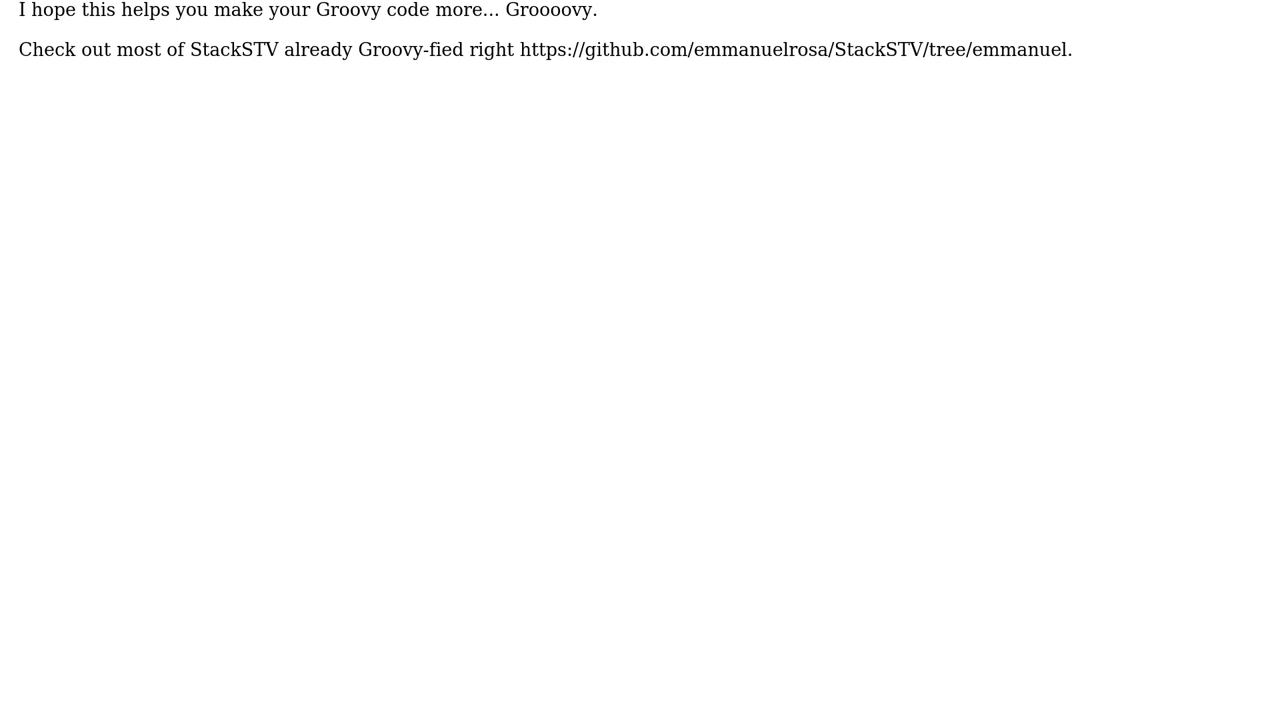 I hope this helps you make your Groovy code more... Groooovy.
Check out most of StackSTV already Groovy-fied right https://github.com/emmanuelrosa/StackSTV/tree/emmanuel.